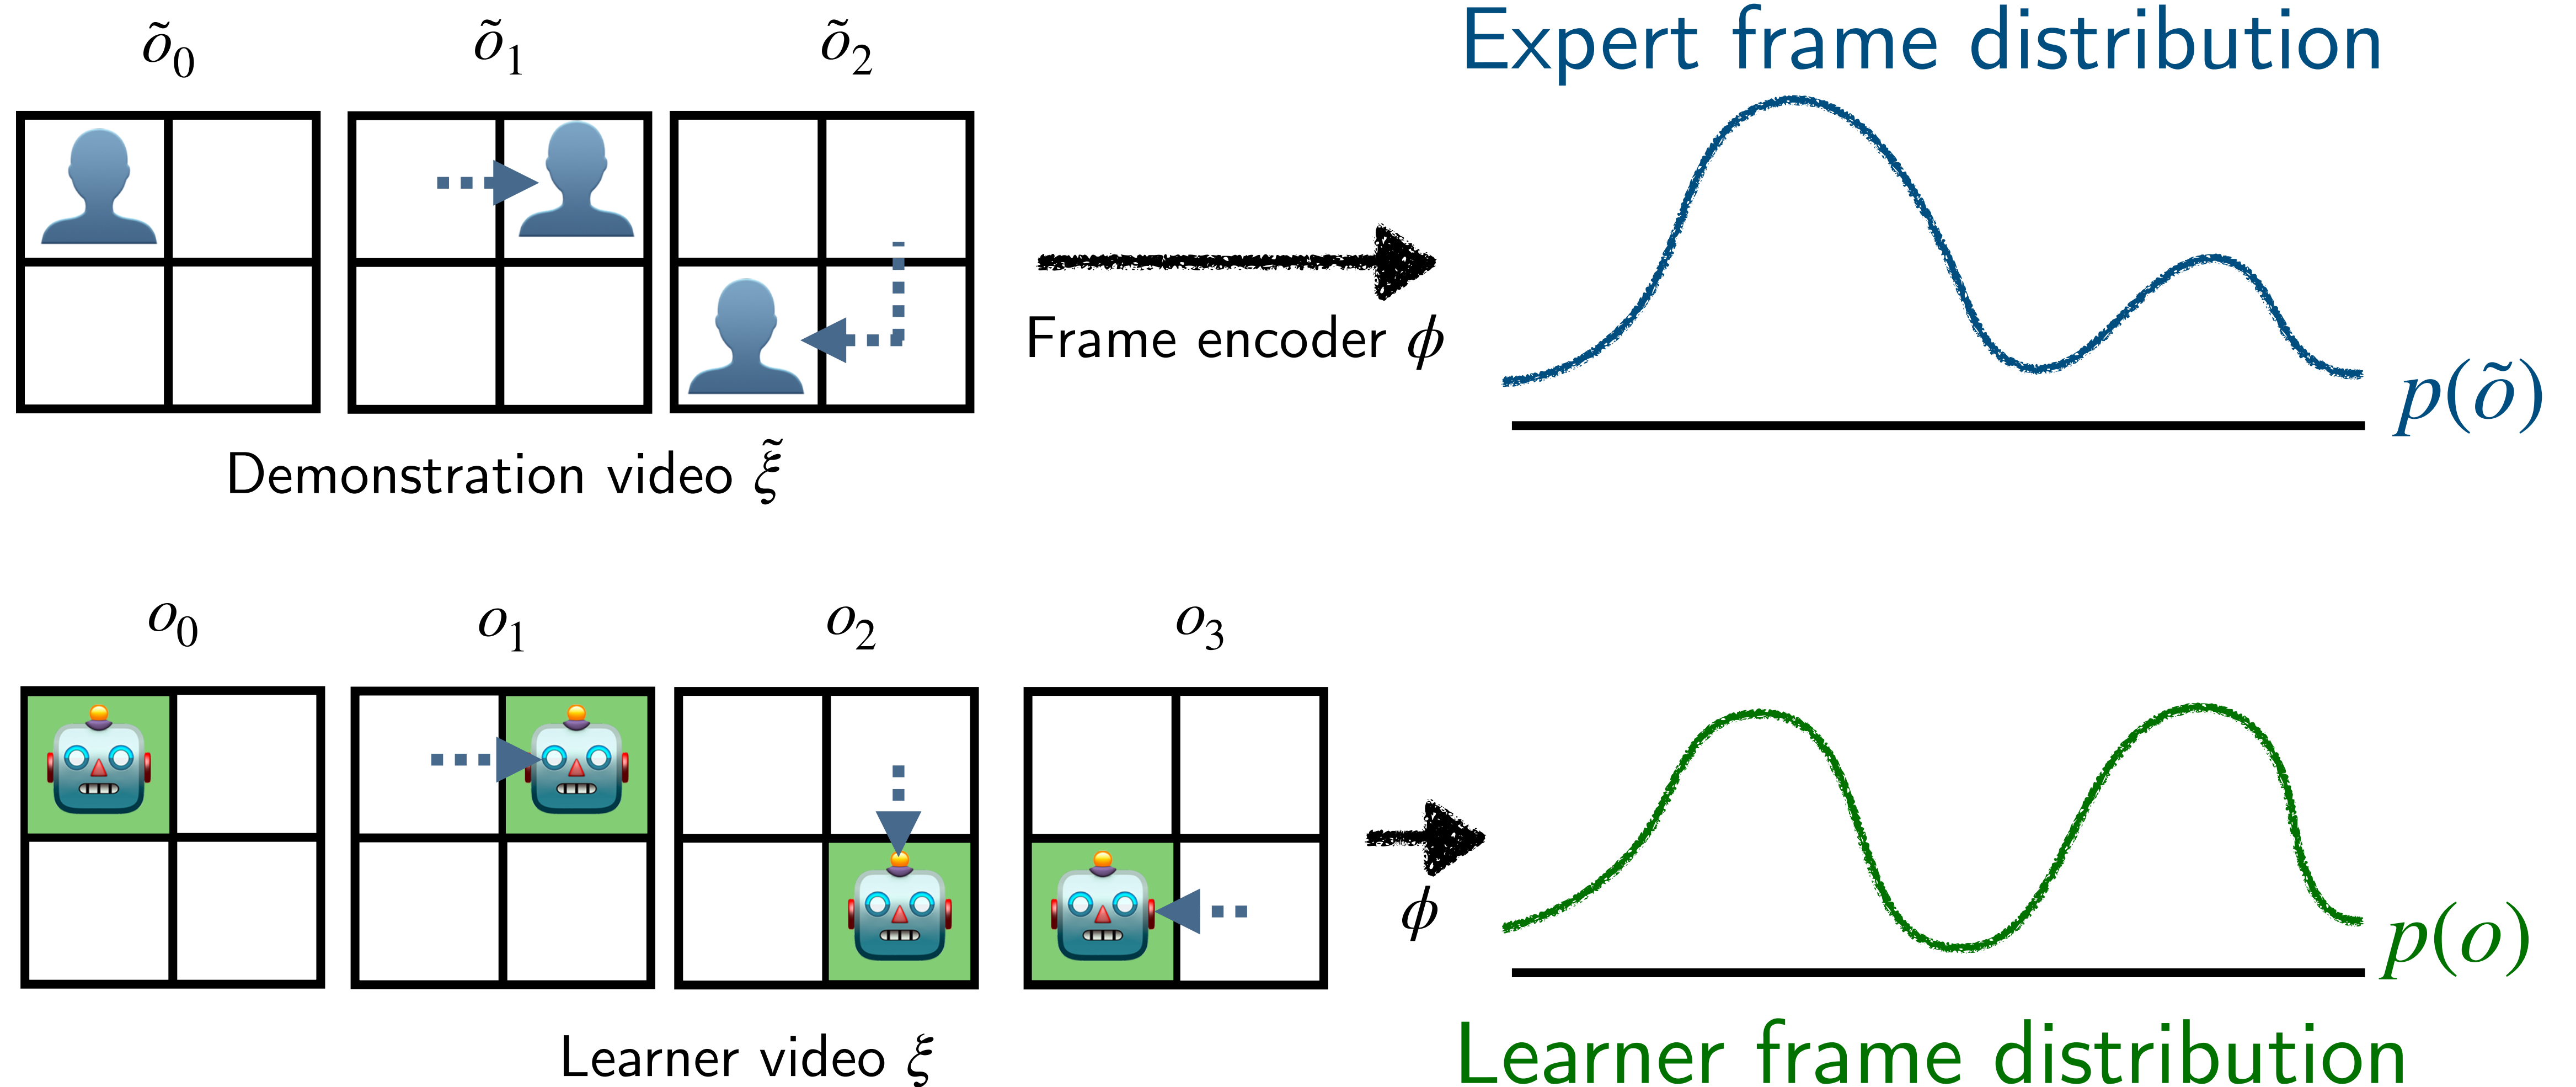 õ₀ õ₁ õ₂
Expert frame distribution
Frame encoder ϕ
p(õ)
Demonstration video ξ̃
o₀ o₁ o₂ o₃
ϕ
p(o)
Learner video ξ
Learner frame distribution